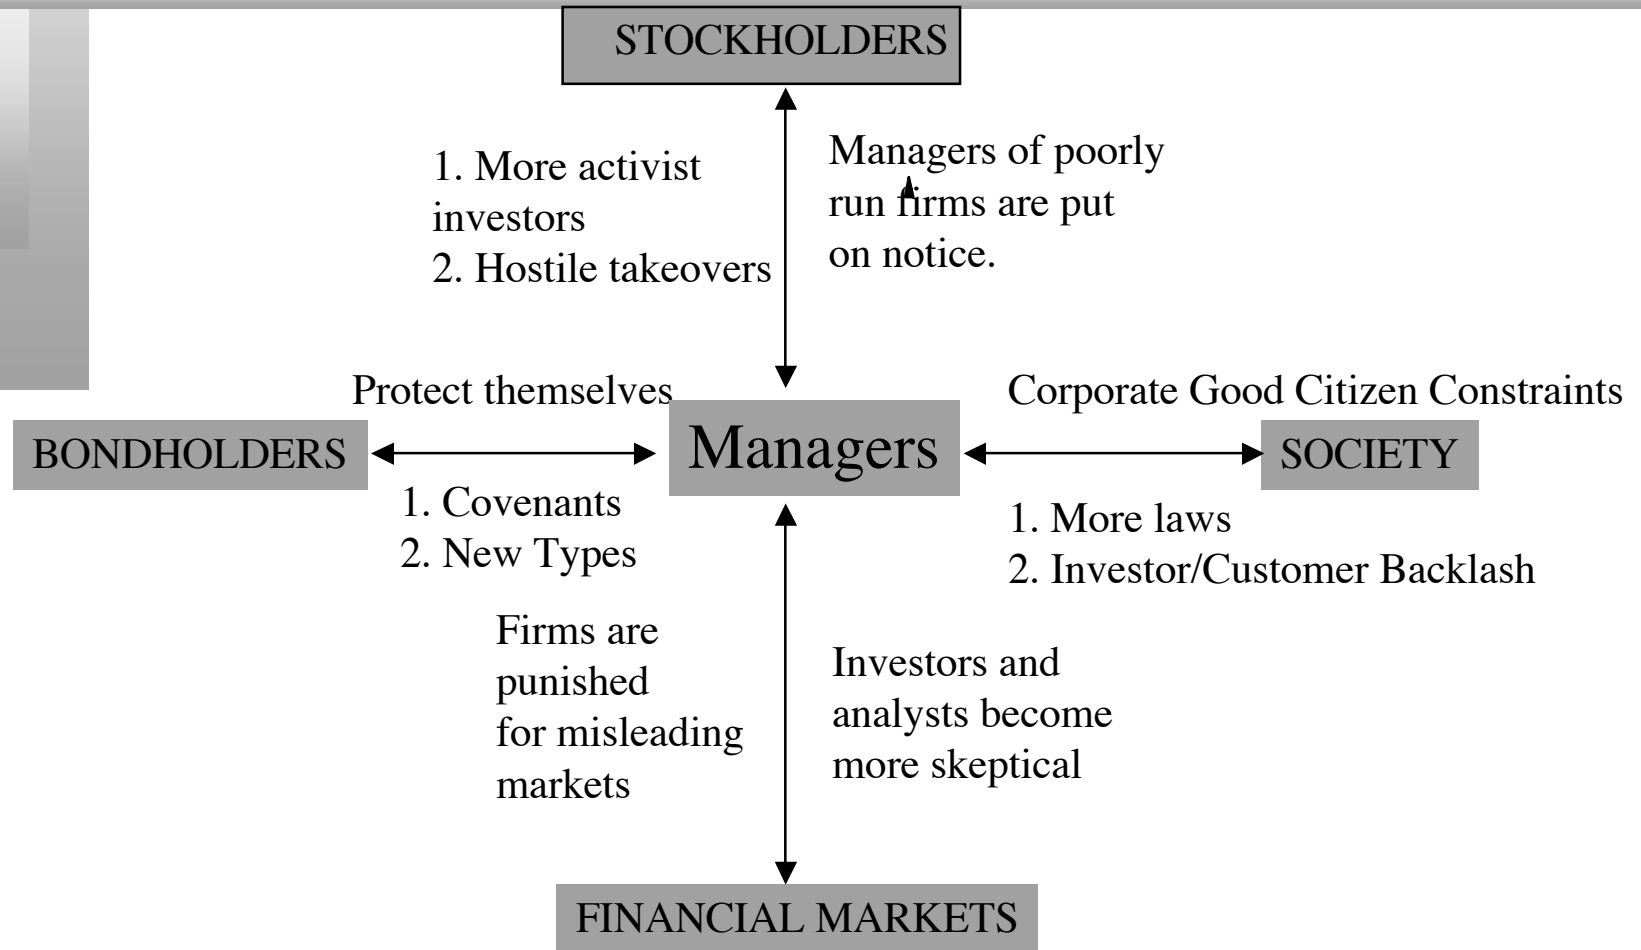 STOCKHOLDERS
1. More activist
investors
2. Hostile takeovers
Managers of poorly
run firms are put
on notice.
Protect themselves
Corporate Good Citizen Constraints
BONDHOLDERS
Managers
SOCIETY
1. Covenants
2. New Types
1. More laws
2. Investor/Customer Backlash
Firms are
punished
for misleading
markets
Investors and
analysts become
more skeptical
FINANCIAL MARKETS